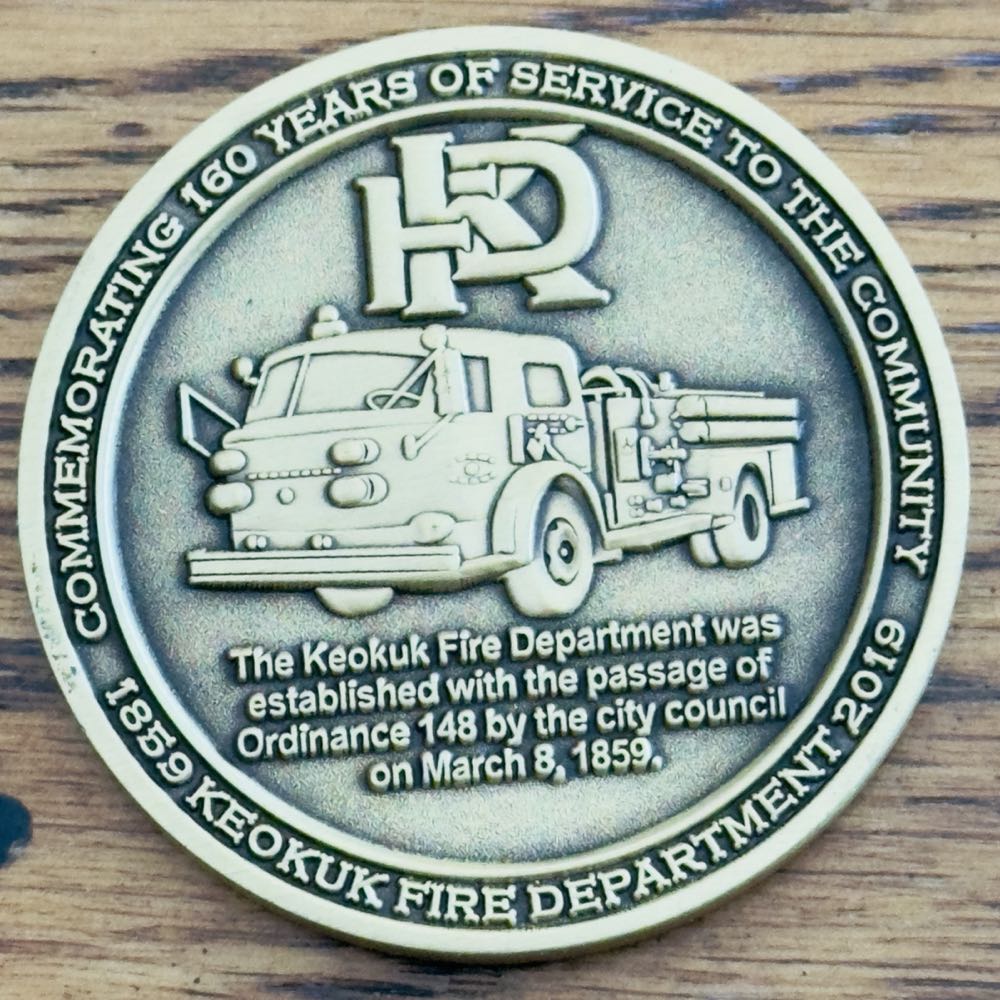 COMMEMORATING 160 YEARS OF SERVICE TO THE COMMUNITY
KFD
The Keokuk Fire Department was
established with the passage of
Ordinance 148 by the city council
on March 8, 1859.
1859 KEOKUK FIRE DEPARTMENT 2019